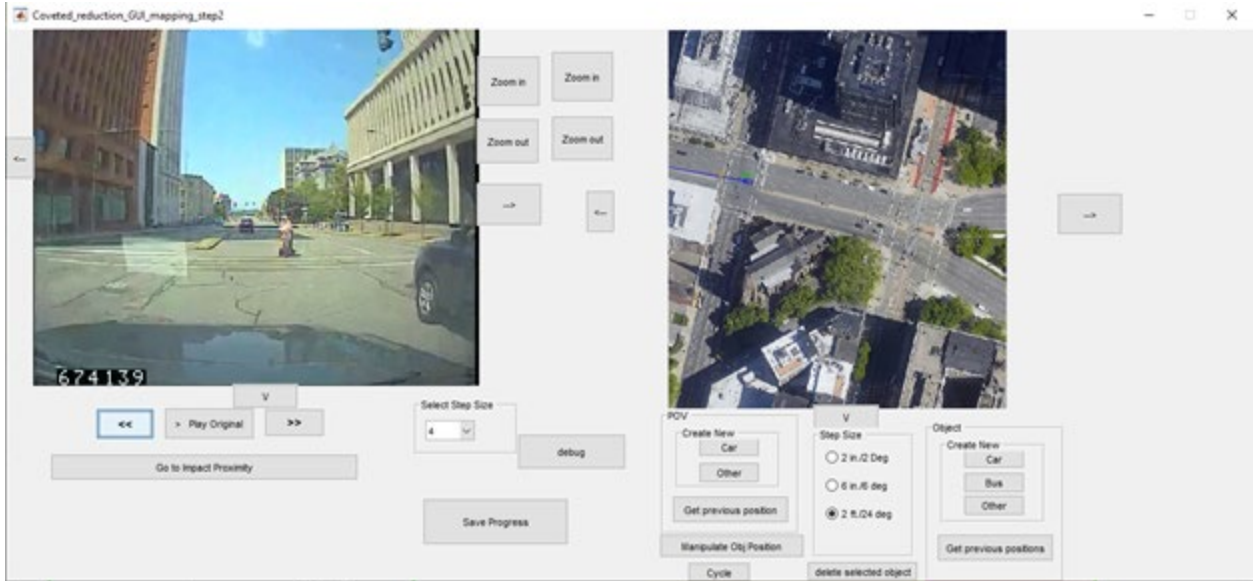 Coveted_reduction_GUI_mapping_step2
Zoom in
Zoom in
Zoom out
Zoom out
<--
-->
<--
-->
674139
V
<<
> Play Original
>>
Go to Impact Proximity
Select Step Size
4
debug
Save Progress
POV
Create New
Car
Other
Get previous position
Manipulate Obj Position
Cycle
V
Step Size
2 in./2 Deg
6 in./6 deg
2 ft./24 deg
delete selected object
Object
Create New
Car
Bus
Other
Get previous positions